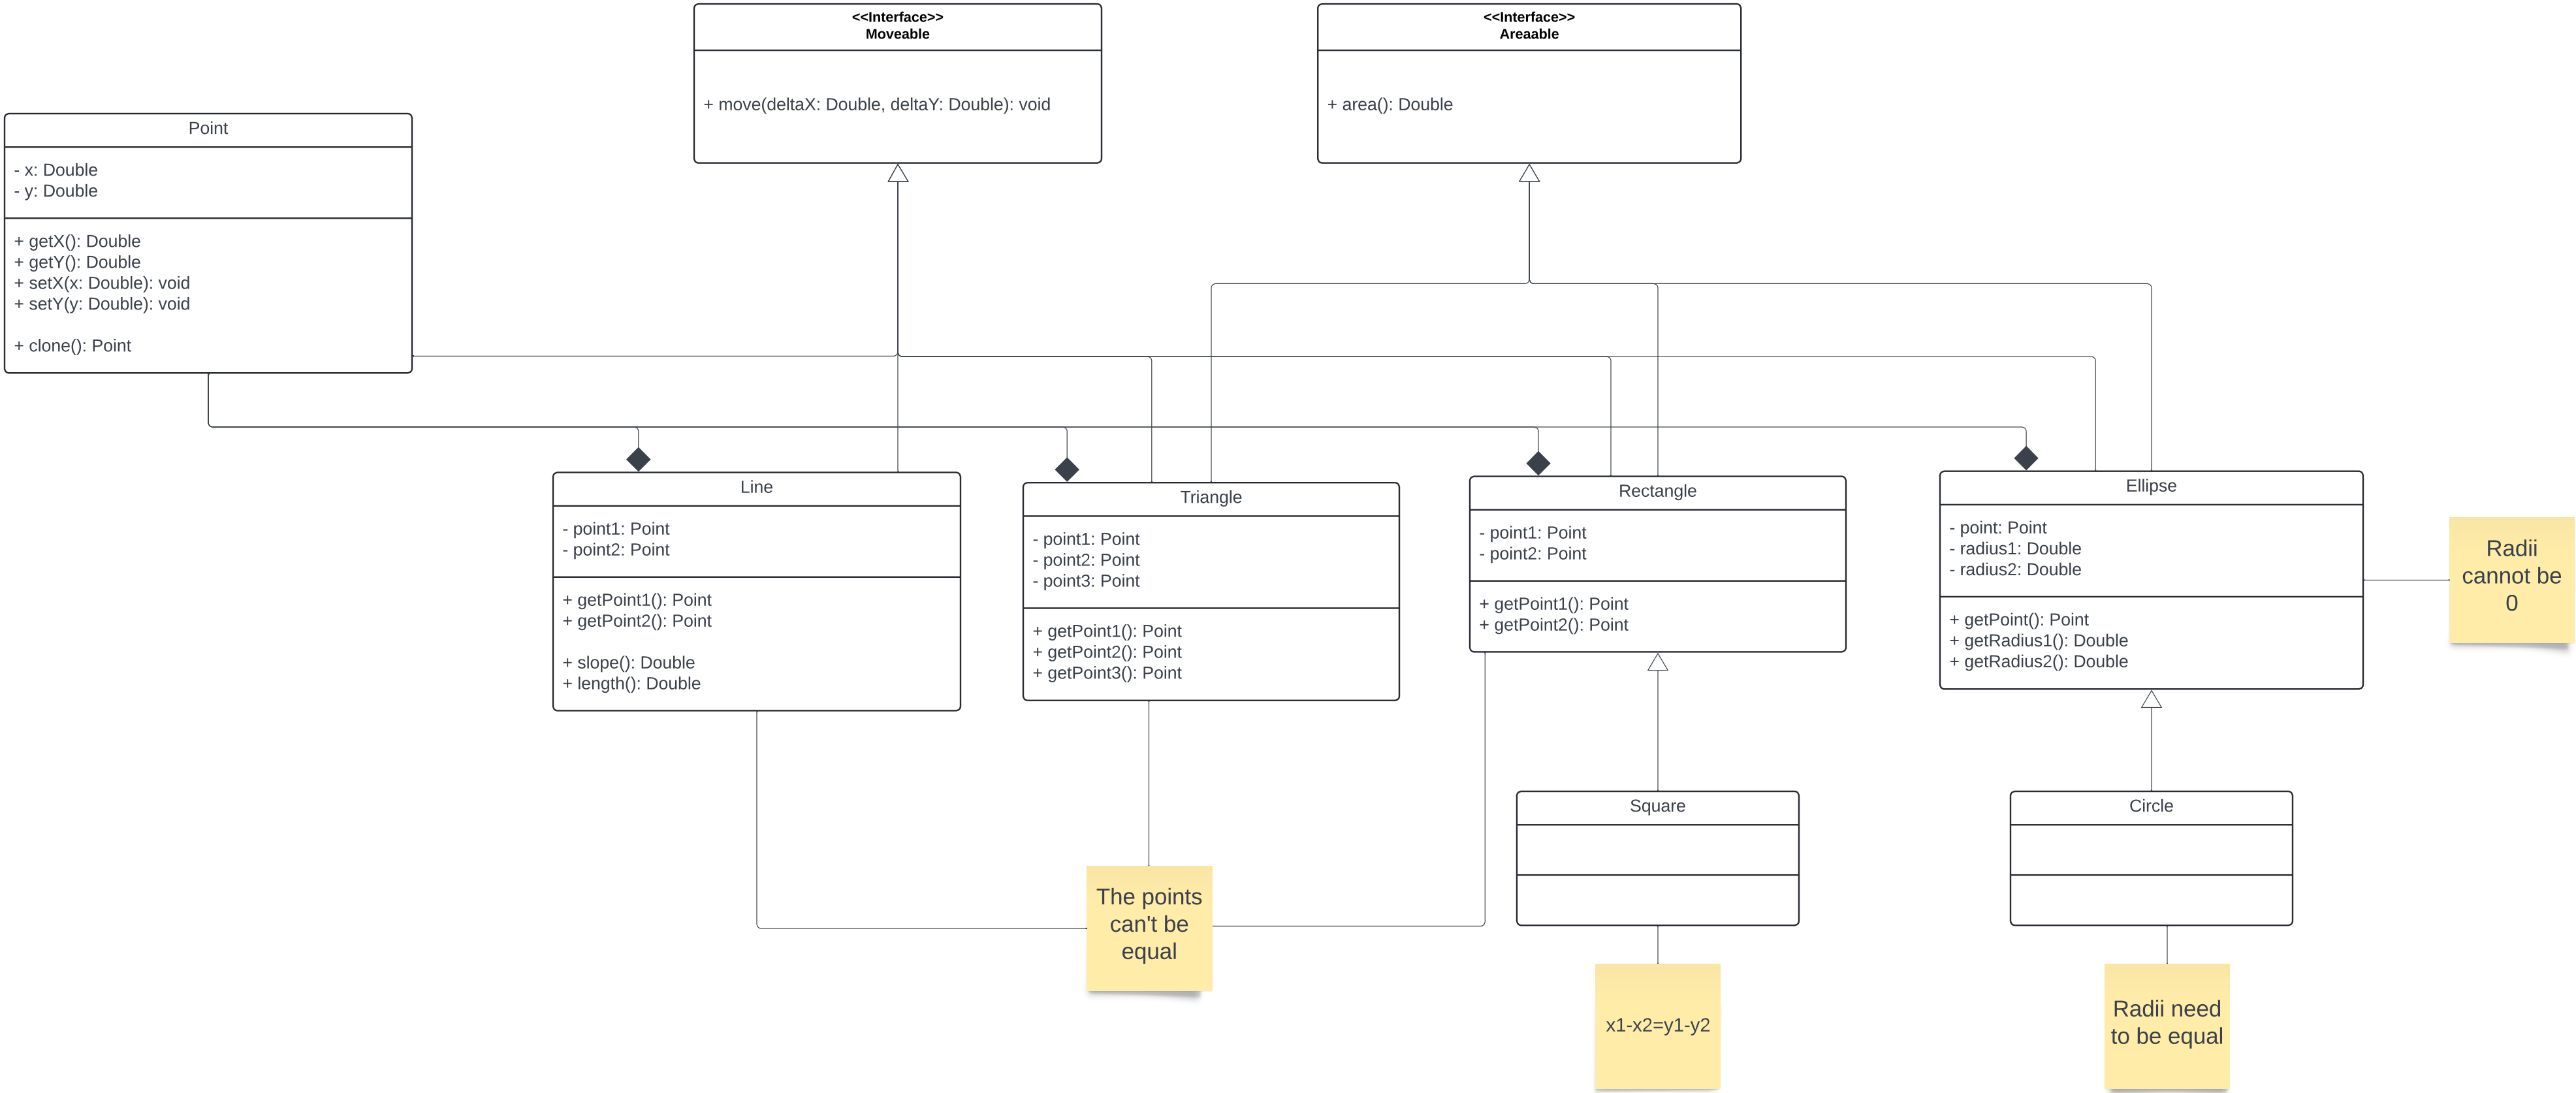 <<Interface>>
Moveable
+ move(deltaX: Double, deltaY: Double): void
<<Interface>>
Areaable
+ area(): Double
Point
- x: Double
- y: Double
+ getX(): Double
+ getY(): Double
+ setX(x: Double): void
+ setY(y: Double): void
+ clone(): Point
Line
- point1: Point
- point2: Point
+ getPoint1(): Point
+ getPoint2(): Point
+ slope(): Double
+ length(): Double
Triangle
- point1: Point
- point2: Point
- point3: Point
+ getPoint1(): Point
+ getPoint2(): Point
+ getPoint3(): Point
Rectangle
- point1: Point
- point2: Point
+ getPoint1(): Point
+ getPoint2(): Point
Ellipse
- point: Point
- radius1: Double
- radius2: Double
+ getPoint(): Point
+ getRadius1(): Double
+ getRadius2(): Double
Radii
cannot be
0
Square
Circle
The points
can't be
equal
x1-x2=y1-y2
Radii need
to be equal